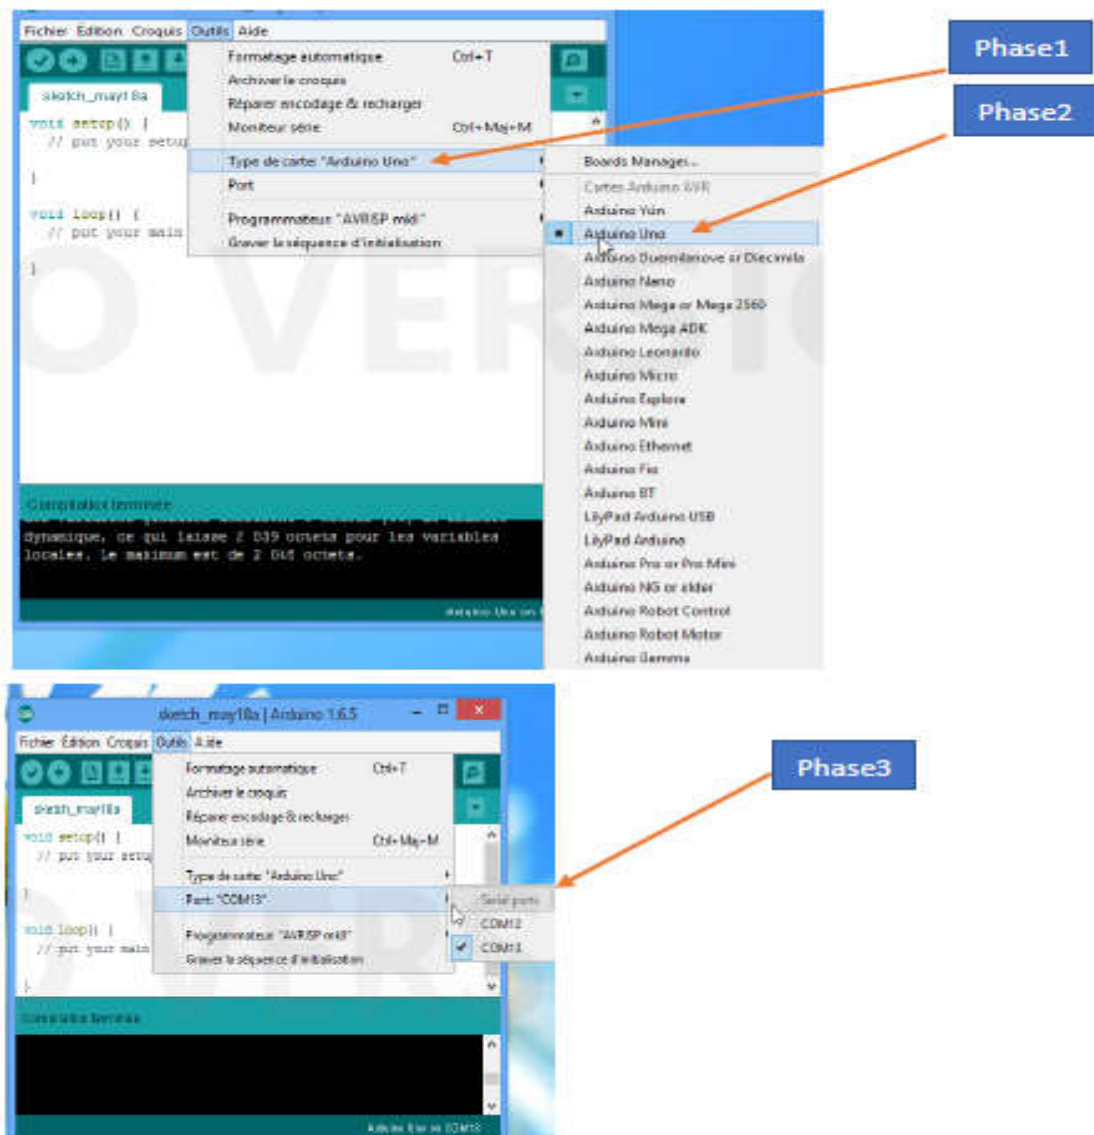 Fichier Édition Croquis Outils Aide
Formatage automatique Ctrl+T
Archiver le croquis
Réparer encodage & recharger
Moniteur série Ctrl+Maj+M
Type de carte: "Arduino Uno"
Port
Programmateur: "AVRISP mkII"
Graver la séquence d'initialisation
sketch_may18a
void setup() {
// put your setup
}
void loop() {
// put your main
}
Boards Manager...
Cartes Arduino AVR
Arduino Yún
Arduino Uno
Arduino Duemilanove or Diecimila
Arduino Nano
Arduino Mega or Mega 2560
Arduino Mega ADK
Arduino Leonardo
Arduino Micro
Arduino Esplora
Arduino Mini
Arduino Ethernet
Arduino Fio
Arduino BT
LilyPad Arduino USB
LilyPad Arduino
Arduino Pro or Pro Mini
Arduino NG or older
Arduino Robot Control
Arduino Robot Motor
Arduino Gemma
Phase1
Phase2
O VERSIO
Compilation terminée
dynamique, ce qui laisse 2 039 octets pour les variables
locales. Le maximum est de 2 048 octets.
Arduino Uno on
sketch_may18a | Arduino 1.6.5
Fichier Édition Croquis Outils Aide
Formatage automatique Ctrl+T
Archiver le croquis
Réparer encodage & recharger
Moniteur série Ctrl+Maj+M
Type de carte: "Arduino Uno"
Port: "COM13"
Programmateur: "AVRISP mkII"
Graver la séquence d'initialisation
sketch_may18a
void setup() {
// put your setup
}
void loop() {
// put your main
}
Serial ports
COM12
COM13
Phase3
Compilation terminée
Arduino Uno on COM13